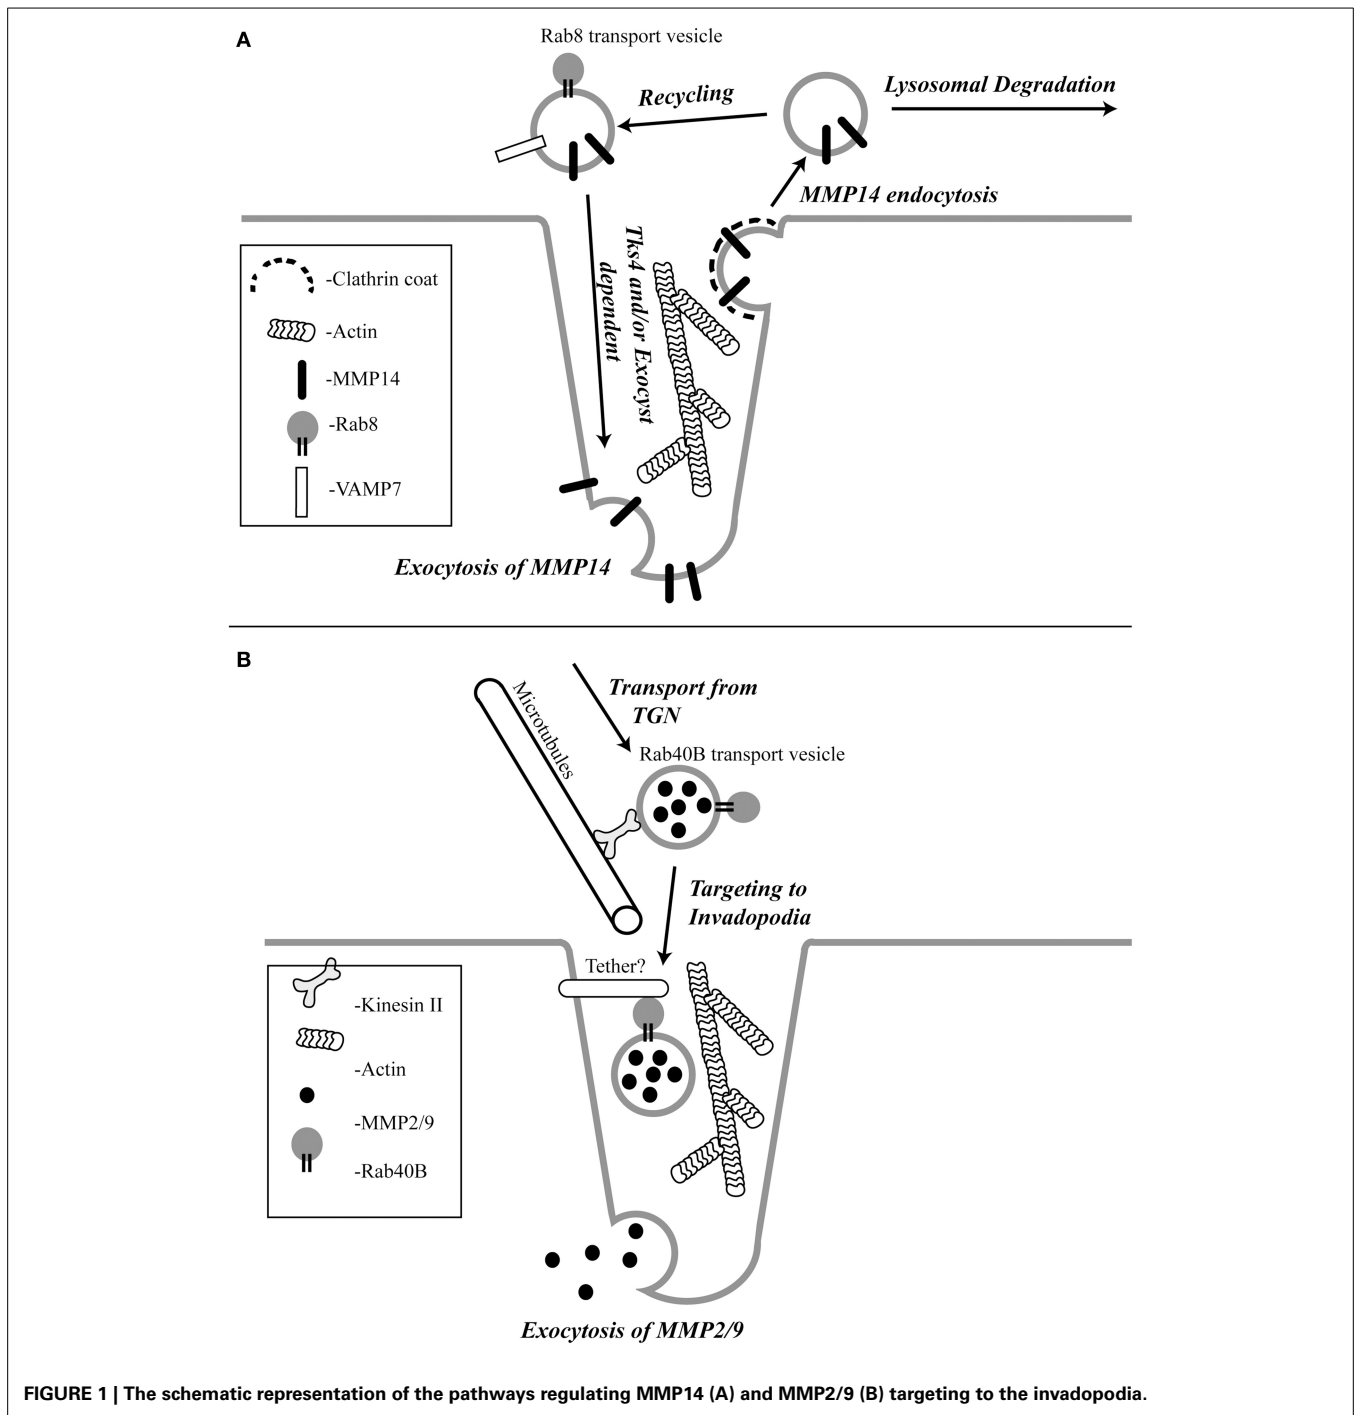 A
Rab8 transport vesicle
Recycling
Lysosomal Degradation
MMP14 endocytosis
Tks4 and/or Exocyst
dependent
-Clathrin coat
-Actin
-MMP14
-Rab8
-VAMP7
Exocytosis of MMP14
B
Microtubules
Transport from
TGN
Rab40B transport vesicle
Targeting to
Invadopodia
Tether?
-Kinesin II
-Actin
-MMP2/9
-Rab40B
Exocytosis of MMP2/9
FIGURE 1 | The schematic representation of the pathways regulating MMP14 (A) and MMP2/9 (B) targeting to the invadopodia.